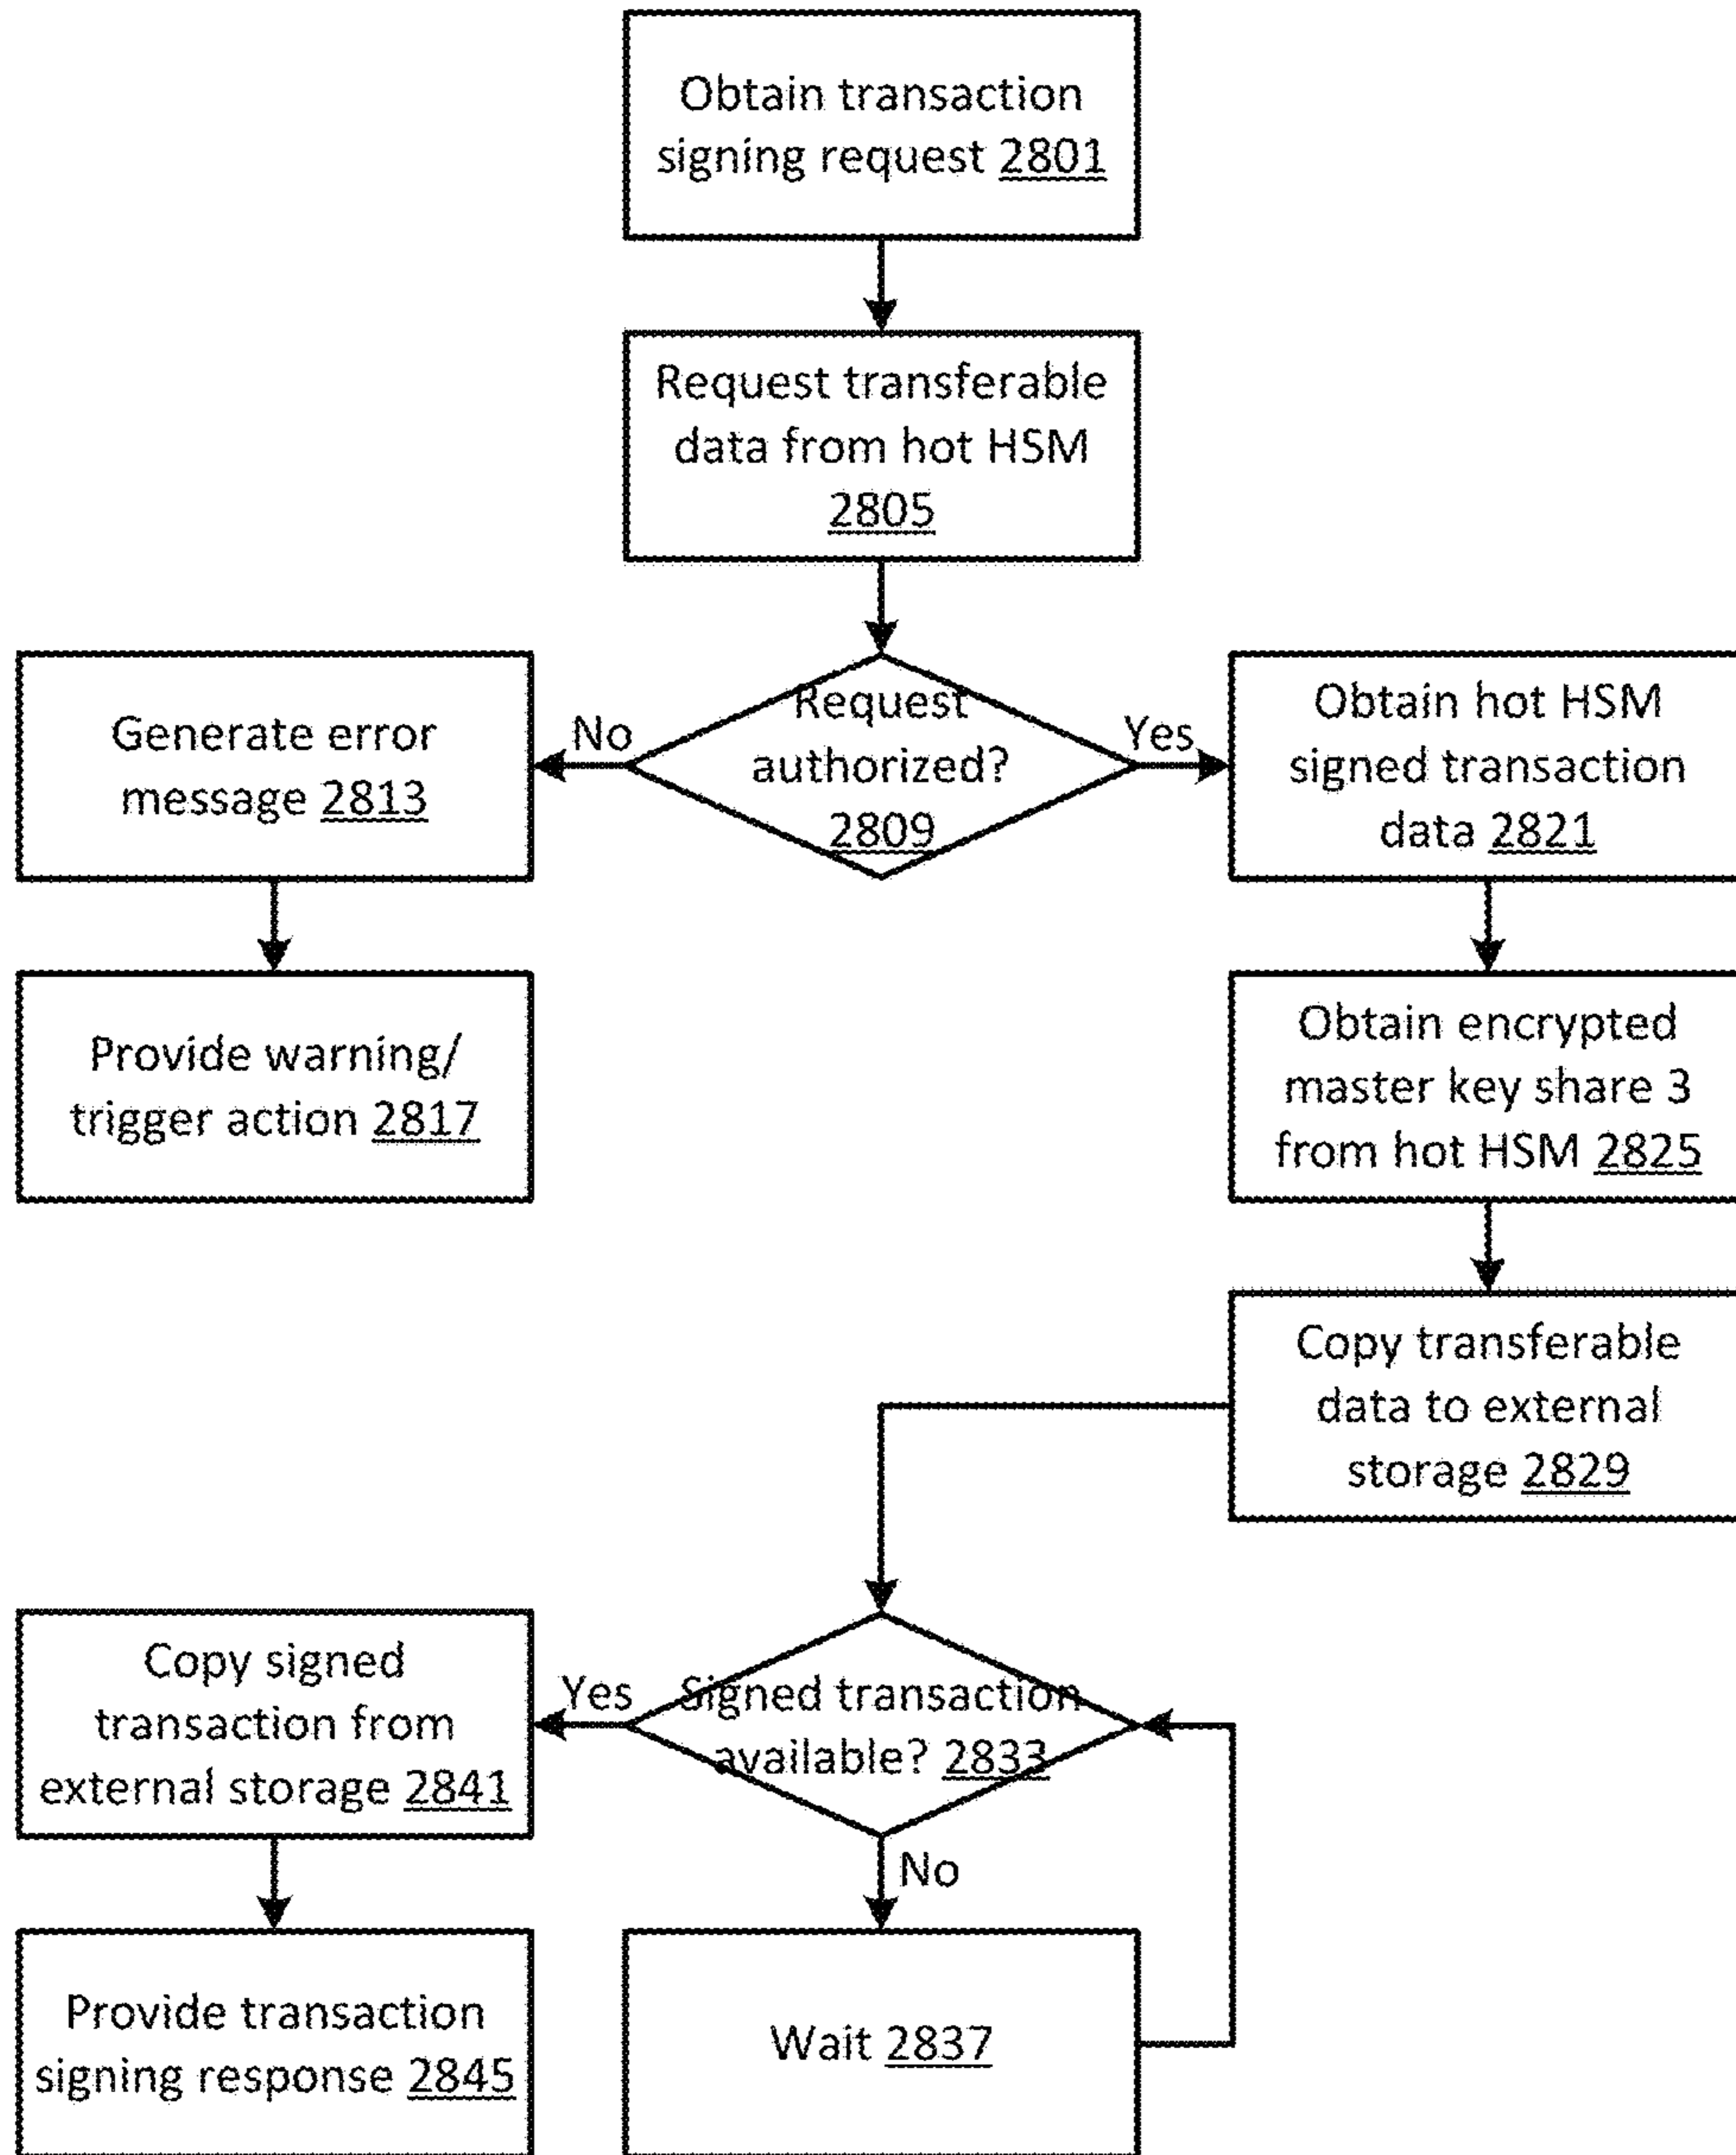 Obtain transaction
signing request 2801
Request transferable
data from hot HSM
2805
Generate error
message 2813
No
Request
authorized?
2809
Yes
Obtain hot HSM
signed transaction
data 2821
Provide warning/
trigger action 2817
Obtain encrypted
master key share 3
from hot HSM 2825
Copy transferable
data to external
storage 2829
Copy signed
transaction from
external storage 2841
Yes
Signed transaction
available? 2833
No
Provide transaction
signing response 2845
Wait 2837